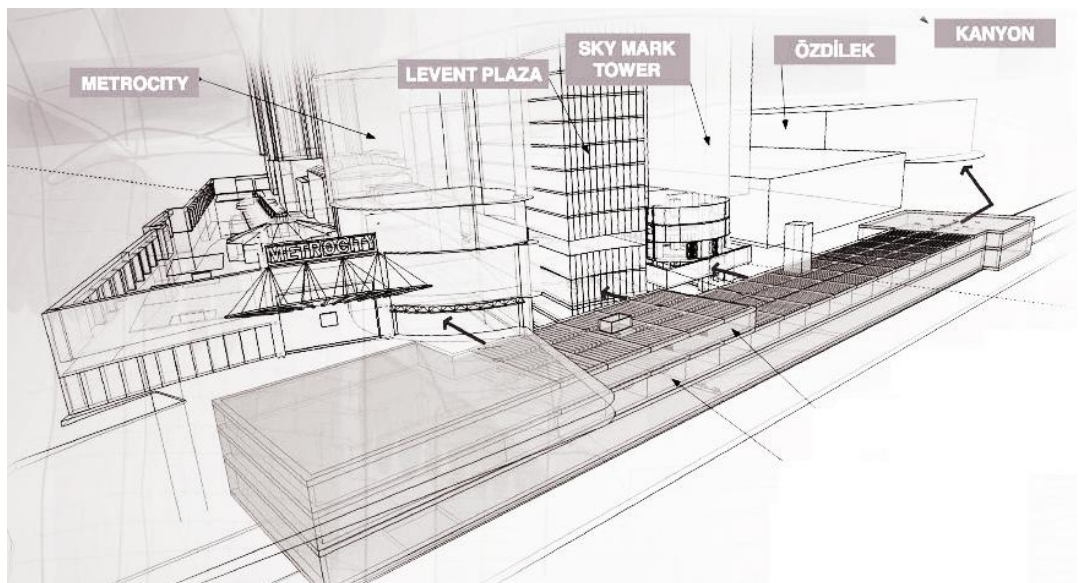 METROCITY
LEVENT PLAZA
SKY MARK
TOWER
ÖZDİLEK
KANYON
METROCITY